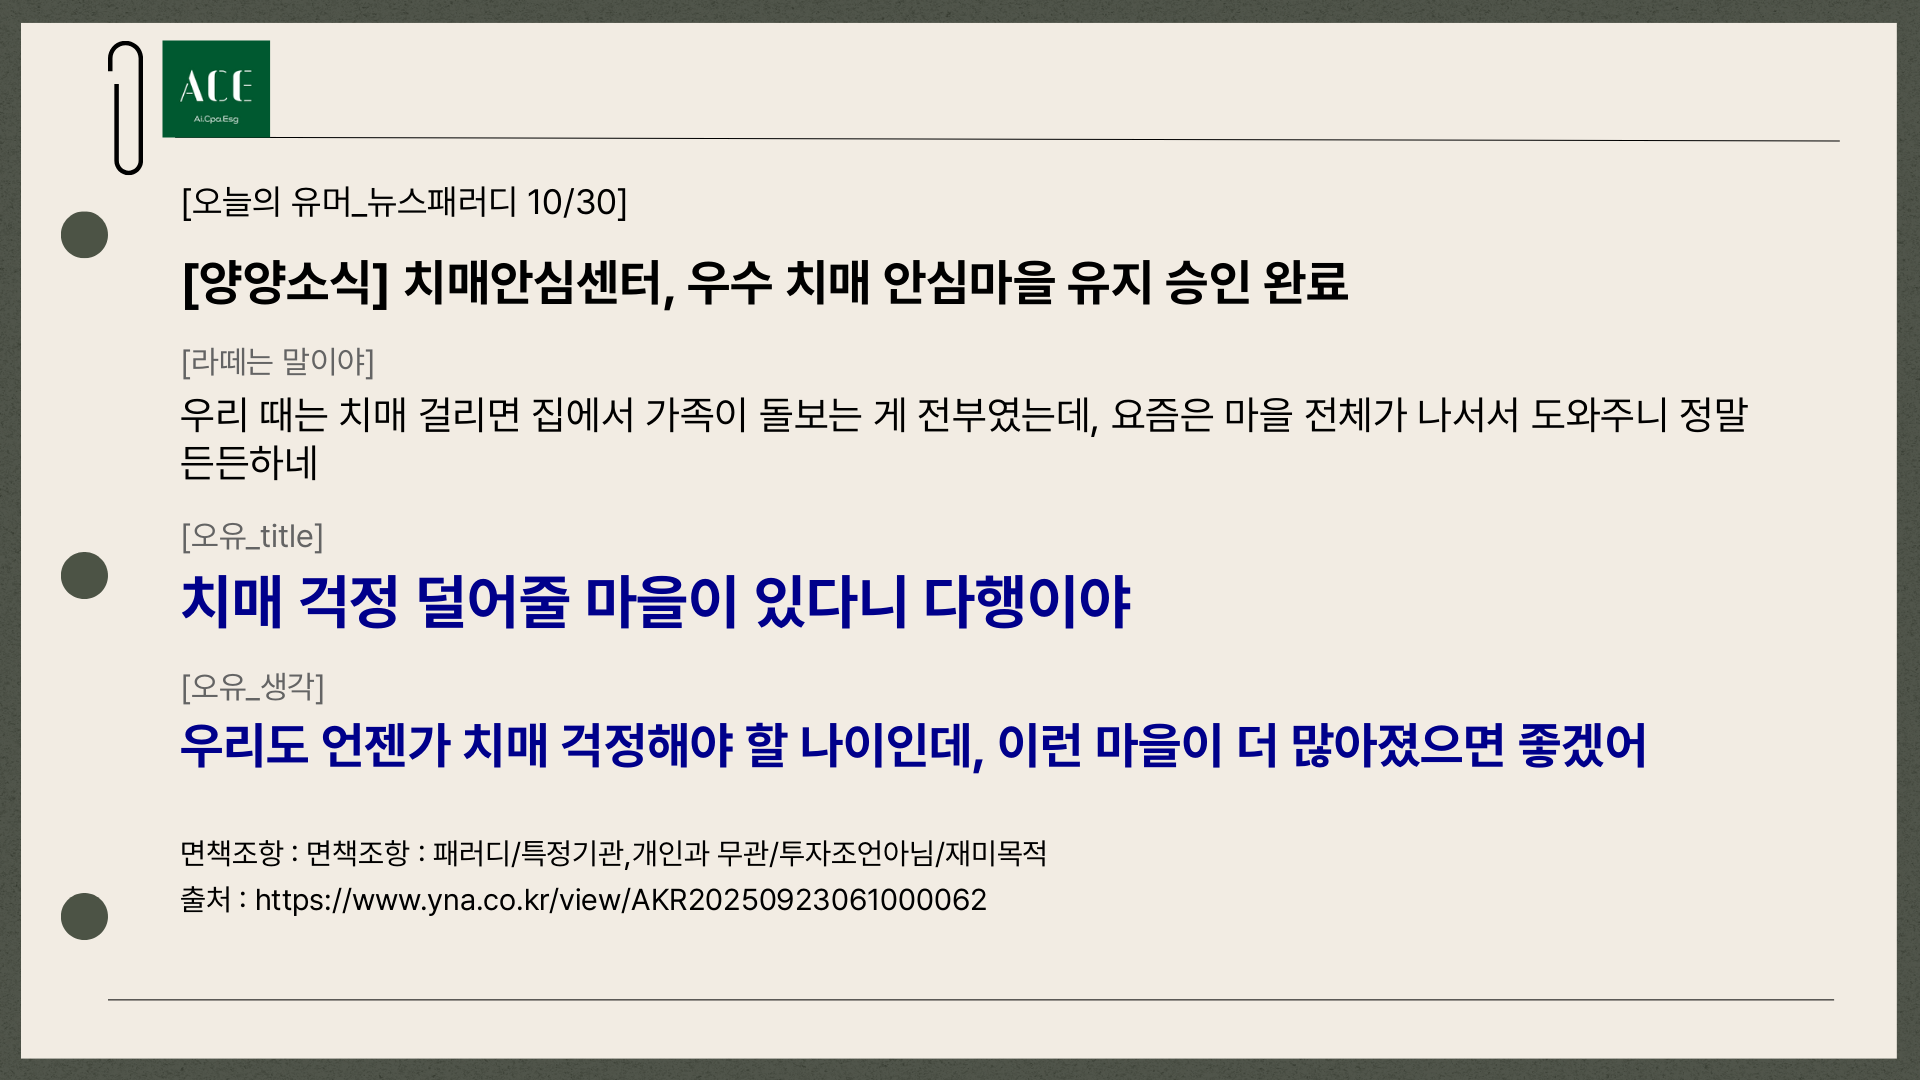 ACE
Ai.Cpa.Esg
[오늘의 유머_뉴스패러디 10/30]
[양양소식] 치매안심센터, 우수 치매 안심마을 유지 승인 완료
[라떼는 말이야]
우리 때는 치매 걸리면 집에서 가족이 돌보는 게 전부였는데, 요즘은 마을 전체가 나서서 도와주니 정말
든든하네
[오유_title]
치매 걱정 덜어줄 마을이 있다니 다행이야
[오유_생각]
우리도 언젠가 치매 걱정해야 할 나이인데, 이런 마을이 더 많아졌으면 좋겠어
면책조항 : 면책조항 : 패러디/특정기관,개인과 무관/투자조언아님/재미목적
출처 : https://www.yna.co.kr/view/AKR20250923061000062